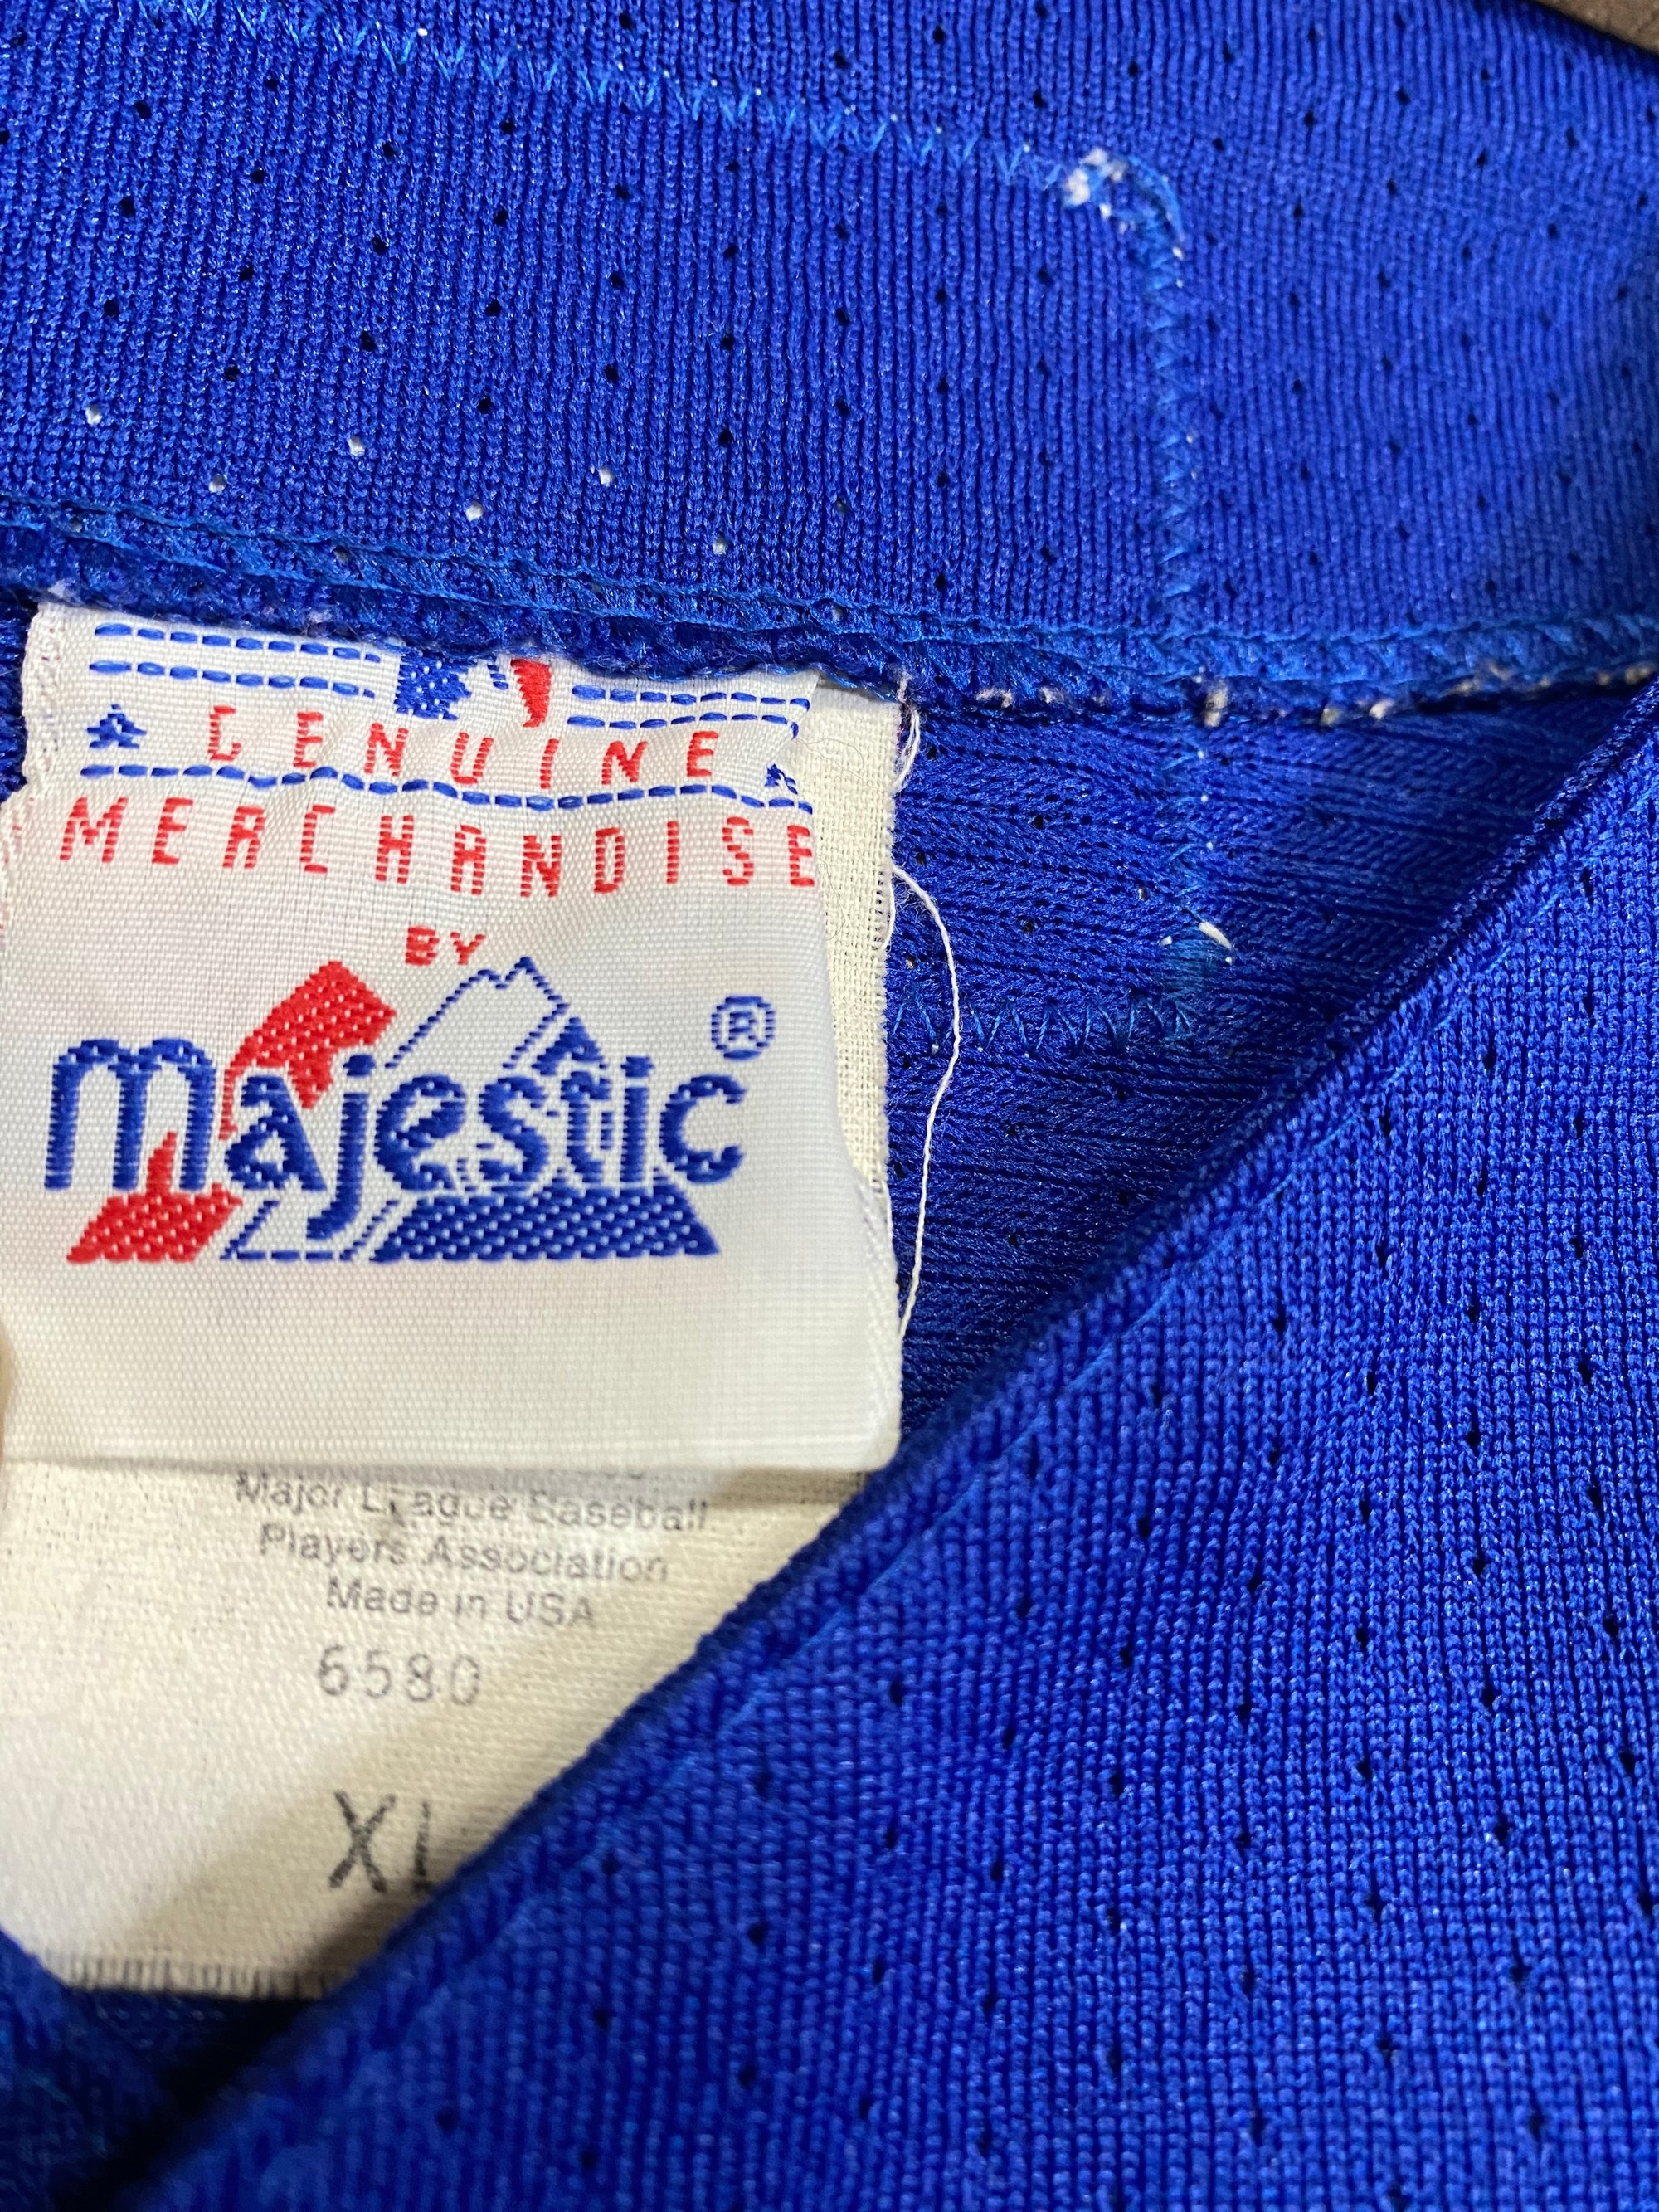 GENUINE
MERCHANDISE
BY
majestic®
Major League Baseball
Players Association
Made in USA
6580
XL